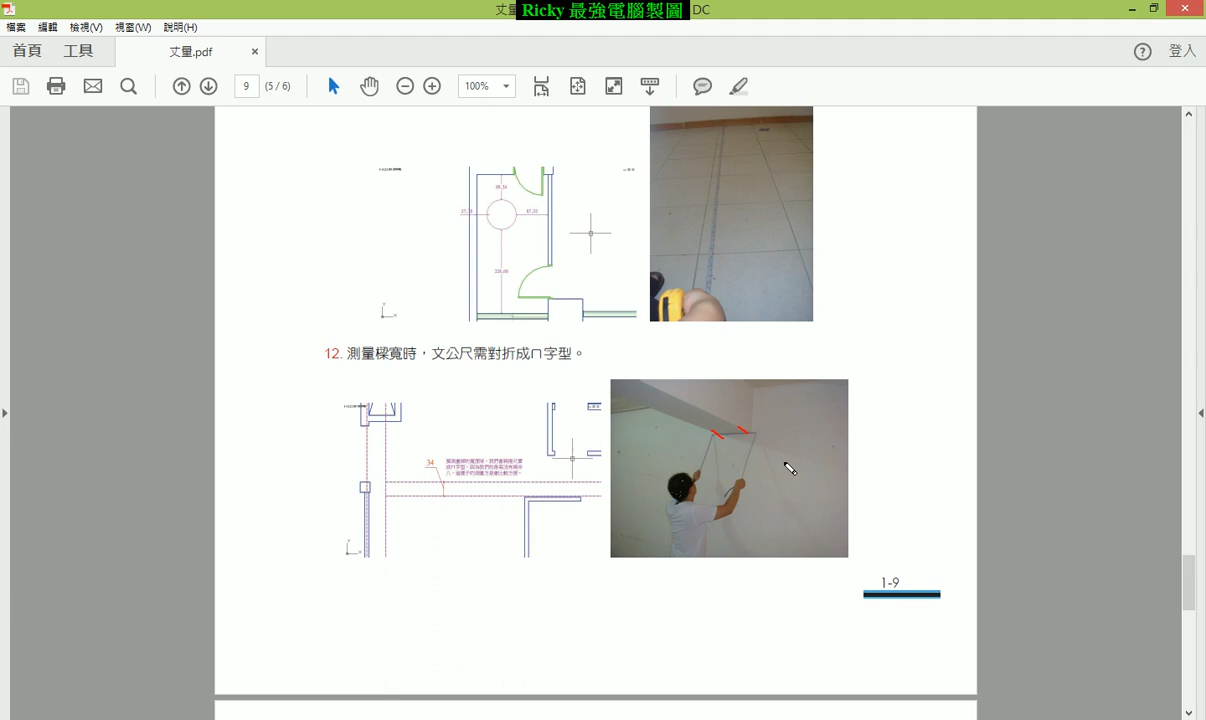 丈量
Ricky 最強電腦製圖
DC
檔案 編輯 檢視(V) 視窗(W) 說明(H)
首頁 工具 丈量.pdf × 登入
9 (5 / 6) 100%
12. 測量樑寬時，文公尺需對折成ㄇ字型。
34
1-9